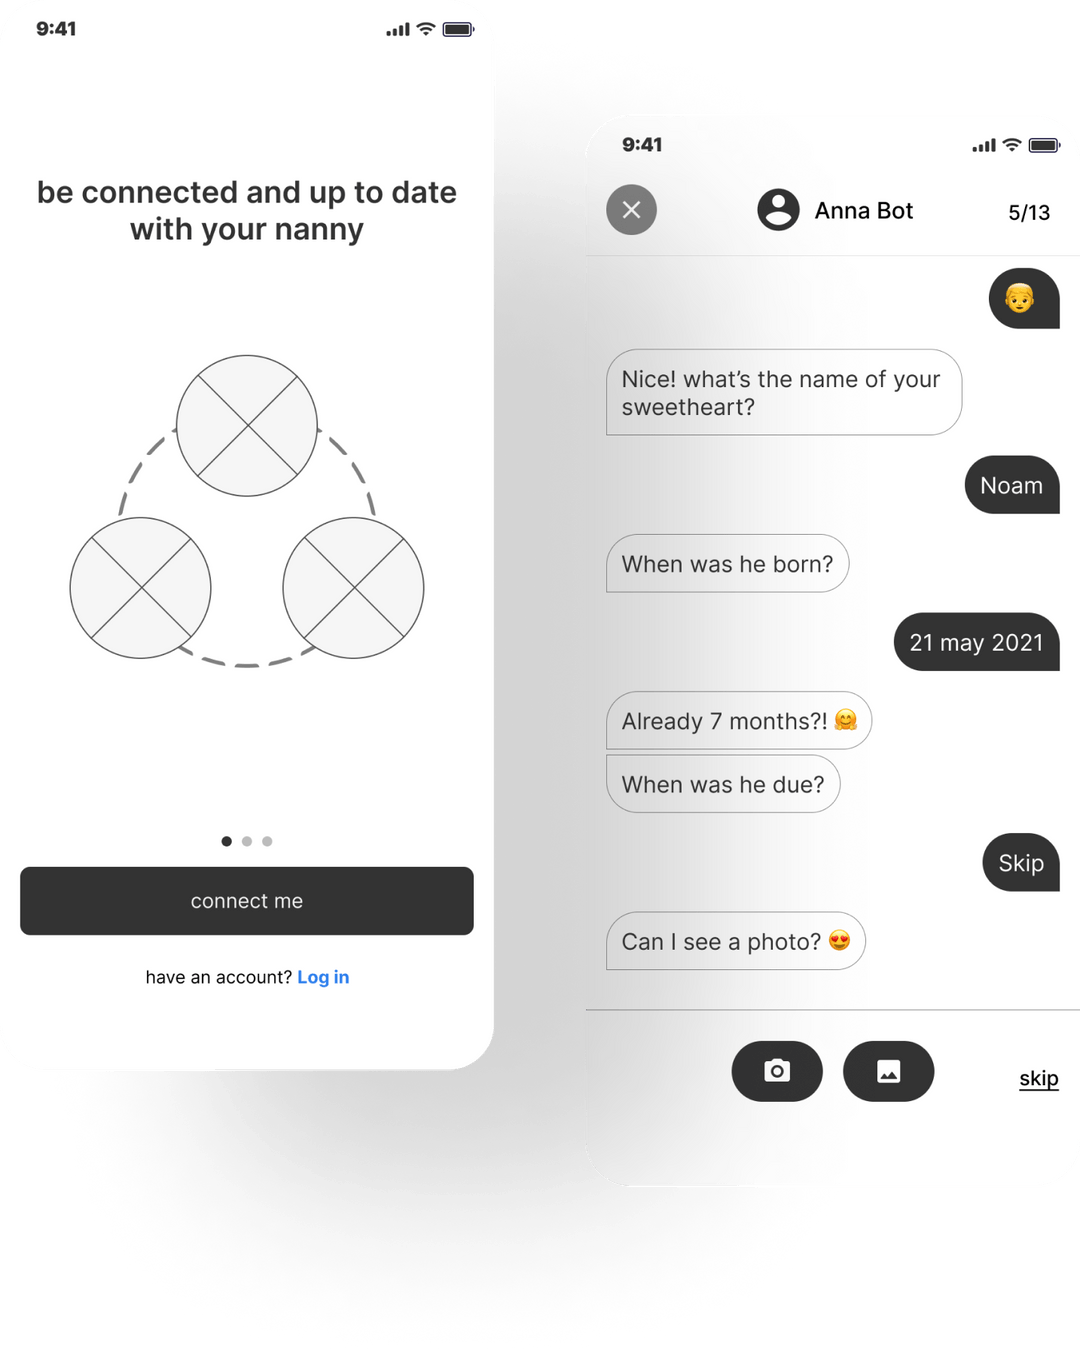 9:41
be connected and up to date
with your nanny
connect me
have an account? Log in
9:41
Anna Bot
5/13
Nice! what’s the name of your
sweetheart?
Noam
When was he born?
21 may 2021
Already 7 months?! 🤗
When was he due?
Skip
Can I see a photo? 😍
skip